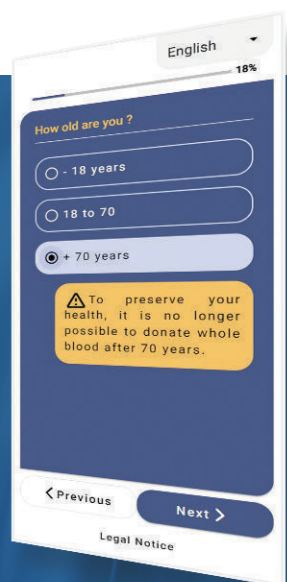 English
18%
How old are you ?
- 18 years
18 to 70
+ 70 years
To preserve your
health, it is no longer
possible to donate whole
blood after 70 years.
Previous
Next
Legal Notice